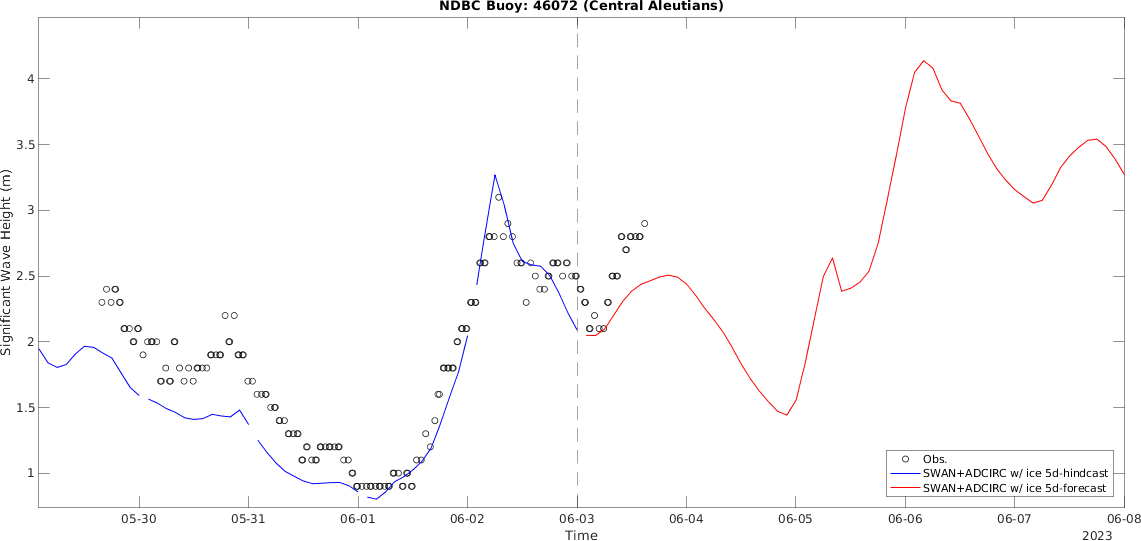 NDBC Buoy: 46072 (Central Aleutians)
Significant Wave Height (m)
4
3.5
3
2.5
2
1.5
1
Obs.
SWAN+ADCIRC w/ ice 5d-hindcast
SWAN+ADCIRC w/ ice 5d-forecast
05-30 05-31 06-01 06-02 06-03 06-04 06-05 06-06 06-07 06-08
Time
2023